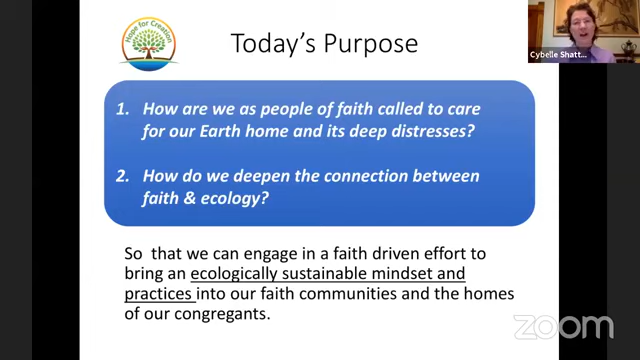 Hope for Creation
Today's Purpose
Cybelle Shatt...
1. How are we as people of faith called to care
for our Earth home and its deep distresses?
2. How do we deepen the connection between
faith & ecology?
So that we can engage in a faith driven effort to
bring an ecologically sustainable mindset and
practices into our faith communities and the homes
of our congregants.
zoom